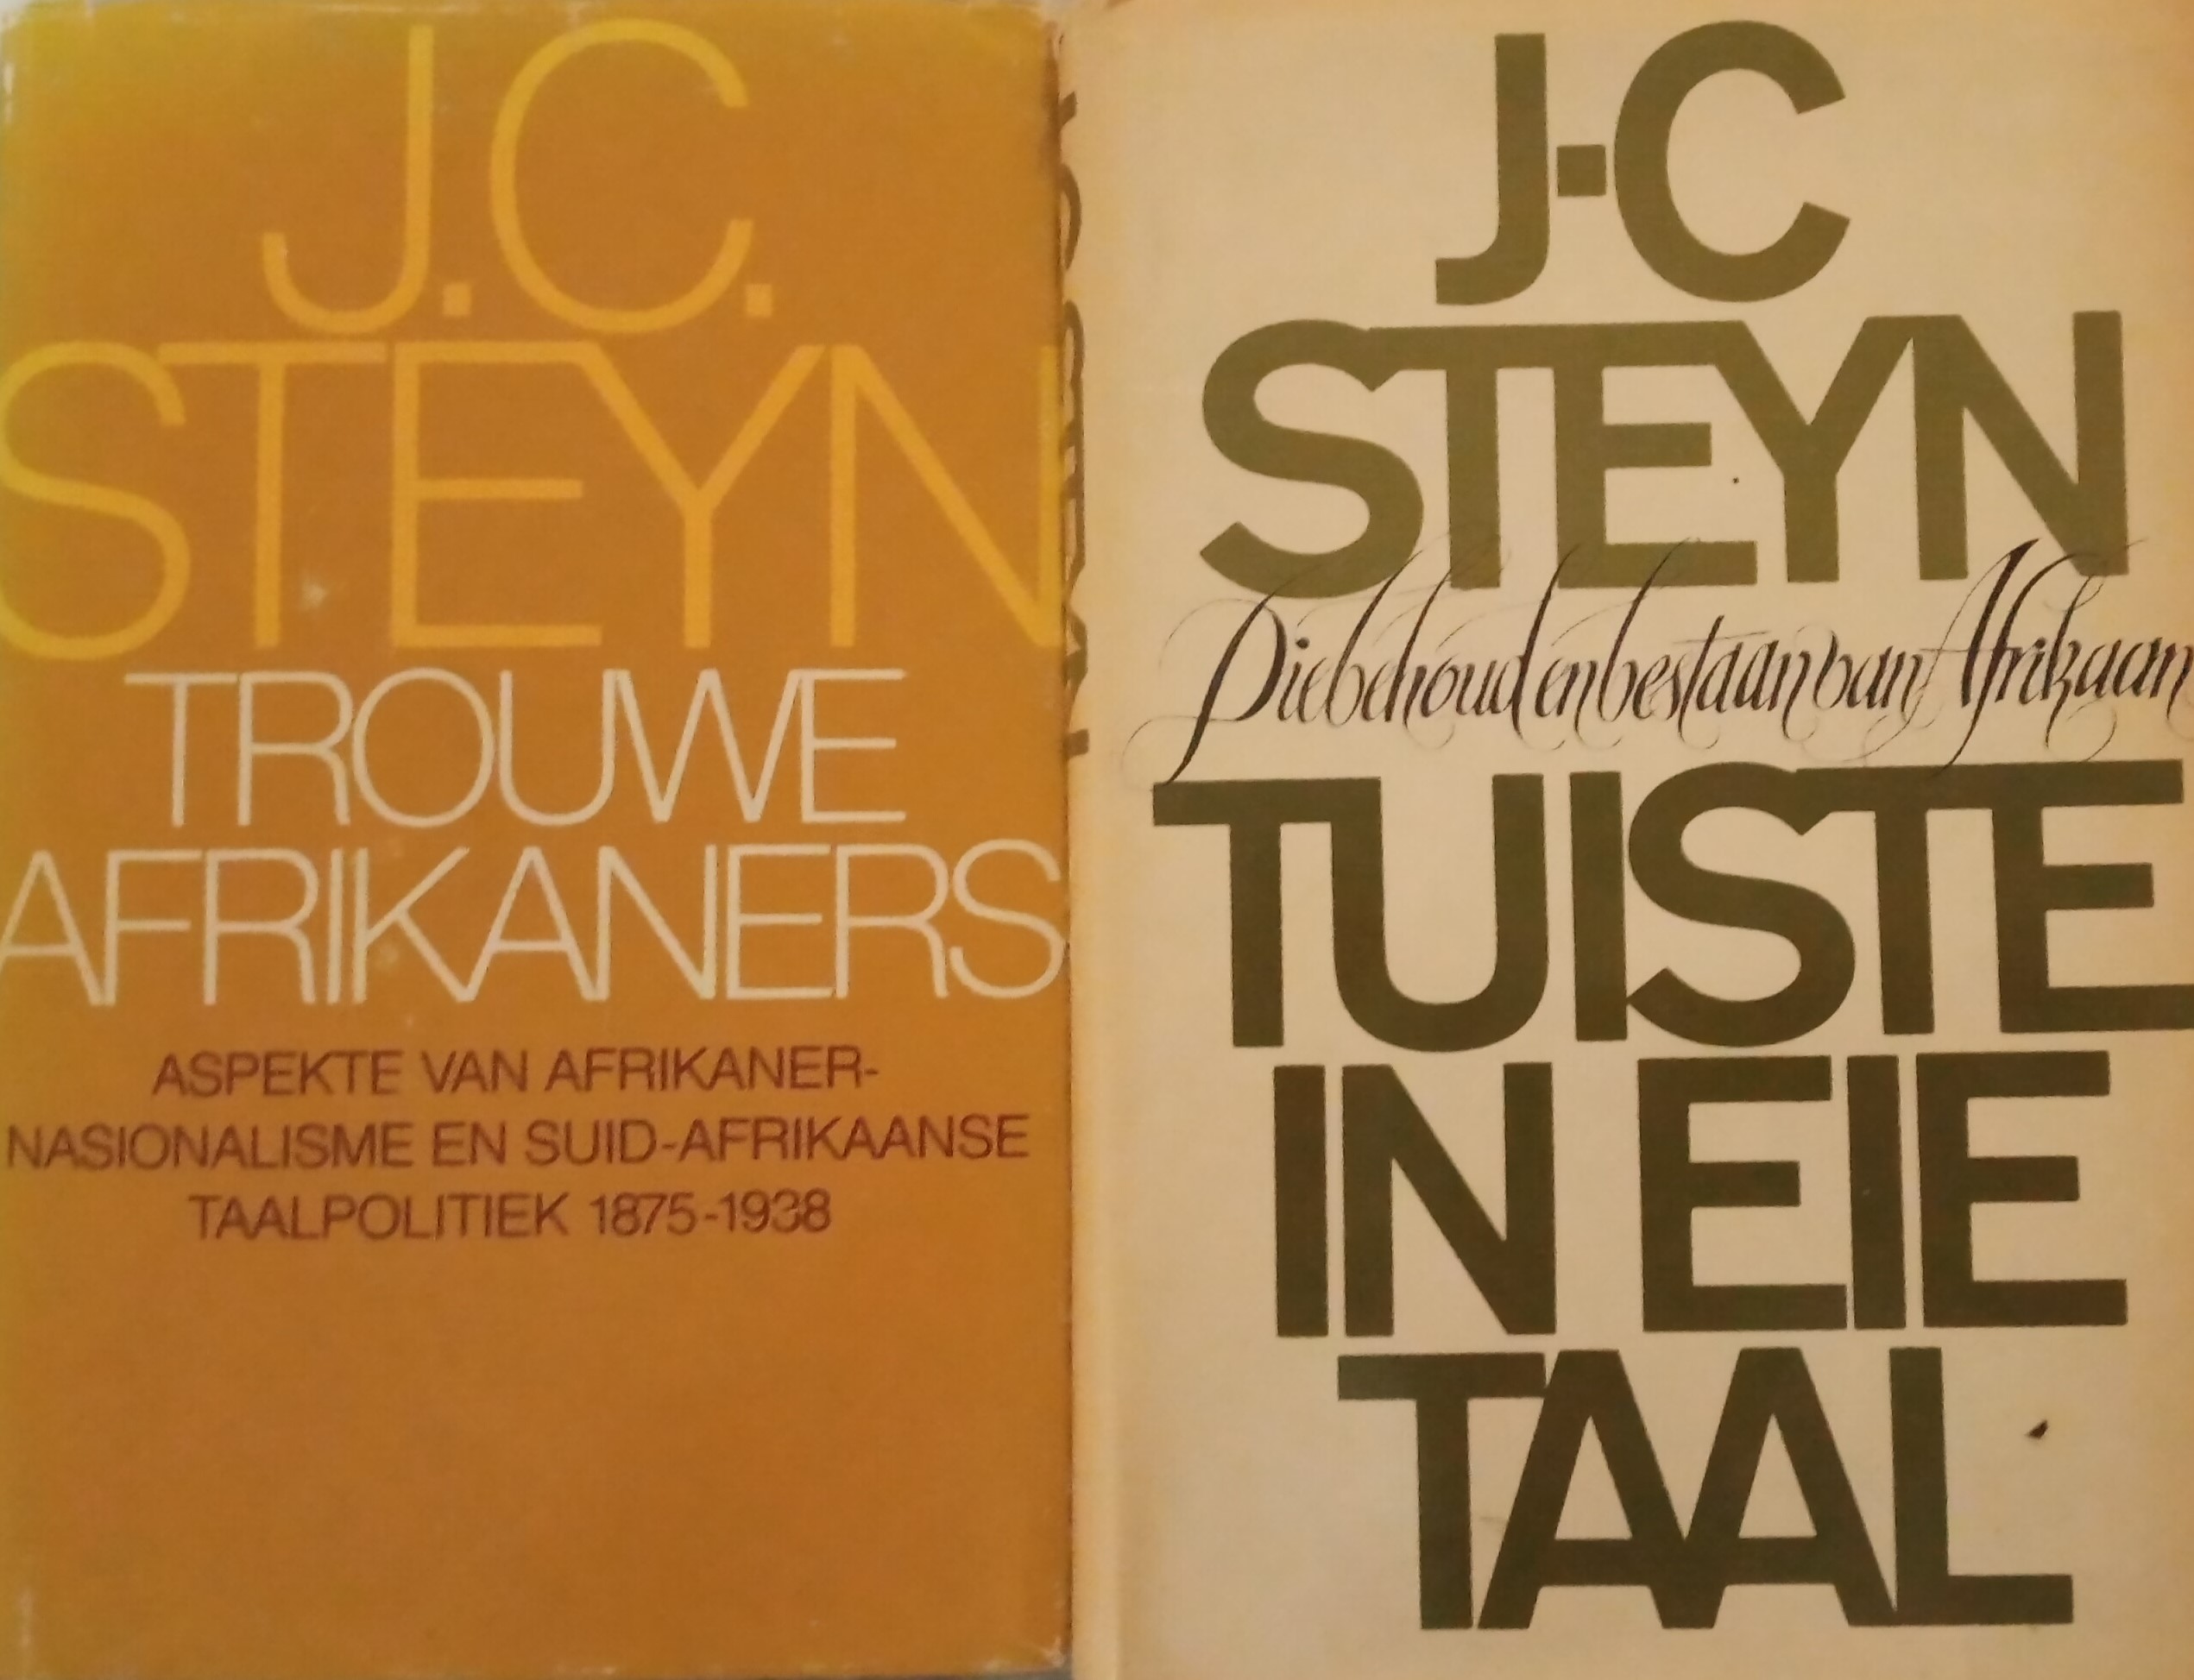 J.C.
STEYN
TROUWE
AFRIKANERS
ASPEKTE VAN AFRIKANER-
NASIONALISME EN SUID-AFRIKAANSE
TAALPOLITIEK 1875-1938
J.C
STEYN
Die behoud en bestaan van Afrikaan
TUISTE
IN EIE
TAAL